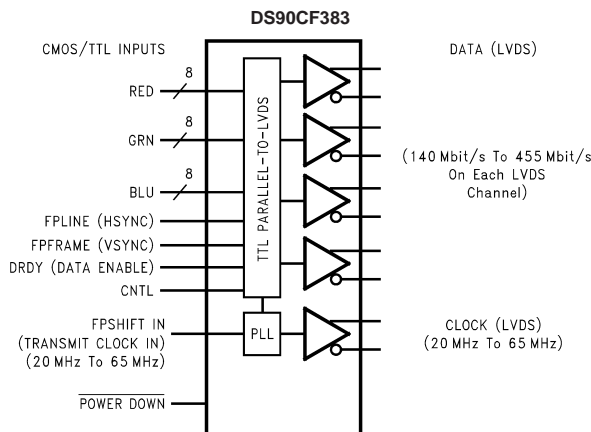 DS90CF383
CMOS/TTL INPUTS
DATA (LVDS)
8
RED
8
GRN
(140 Mbit/s To 455 Mbit/s
On Each LVDS
Channel)
8
BLU
TTL PARALLEL-TO-LVDS
FPLINE (HSYNC)
FPFRAME (VSYNC)
DRDY (DATA ENABLE)
CNTL
FPSHIFT IN
(TRANSMIT CLOCK IN)
(20 MHz To 65 MHz)
PLL
CLOCK (LVDS)
(20 MHz To 65 MHz)
POWER DOWN